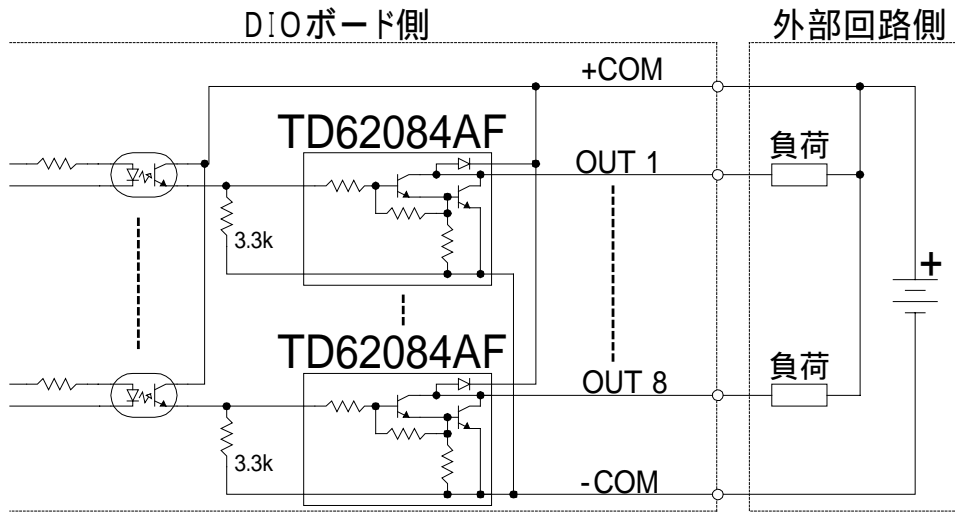 DIOボード側
外部回路側
+COM
TD62084AF
OUT 1
負荷
3.3k
+
TD62084AF
OUT 8
負荷
3.3k
-COM